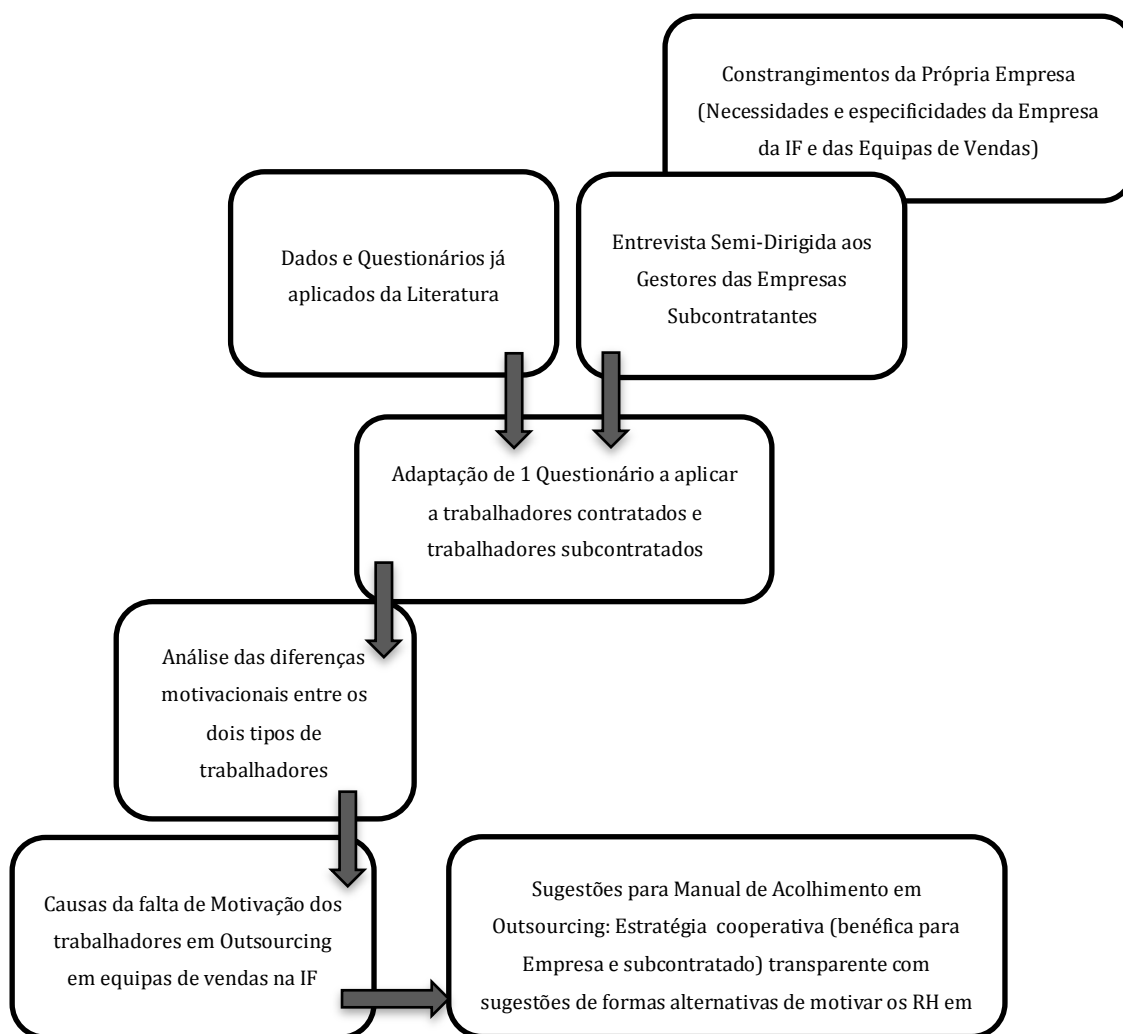 Constrangimentos da Própria Empresa
(Necessidades e especificidades da Empresa
da IF e das Equipas de Vendas)
Dados e Questionários já
aplicados da Literatura
Entrevista Semi-Dirigida aos
Gestores das Empresas
Subcontratantes
Adaptação de 1 Questionário a aplicar
a trabalhadores contratados e
trabalhadores subcontratados
Análise das diferenças
motivacionais entre os
dois tipos de
trabalhadores
Causas da falta de Motivação dos
trabalhadores em Outsourcing
em equipas de vendas na IF
Sugestões para Manual de Acolhimento em
Outsourcing: Estratégia cooperativa (benéfica para
Empresa e subcontratado) transparente com
sugestões de formas alternativas de motivar os RH em